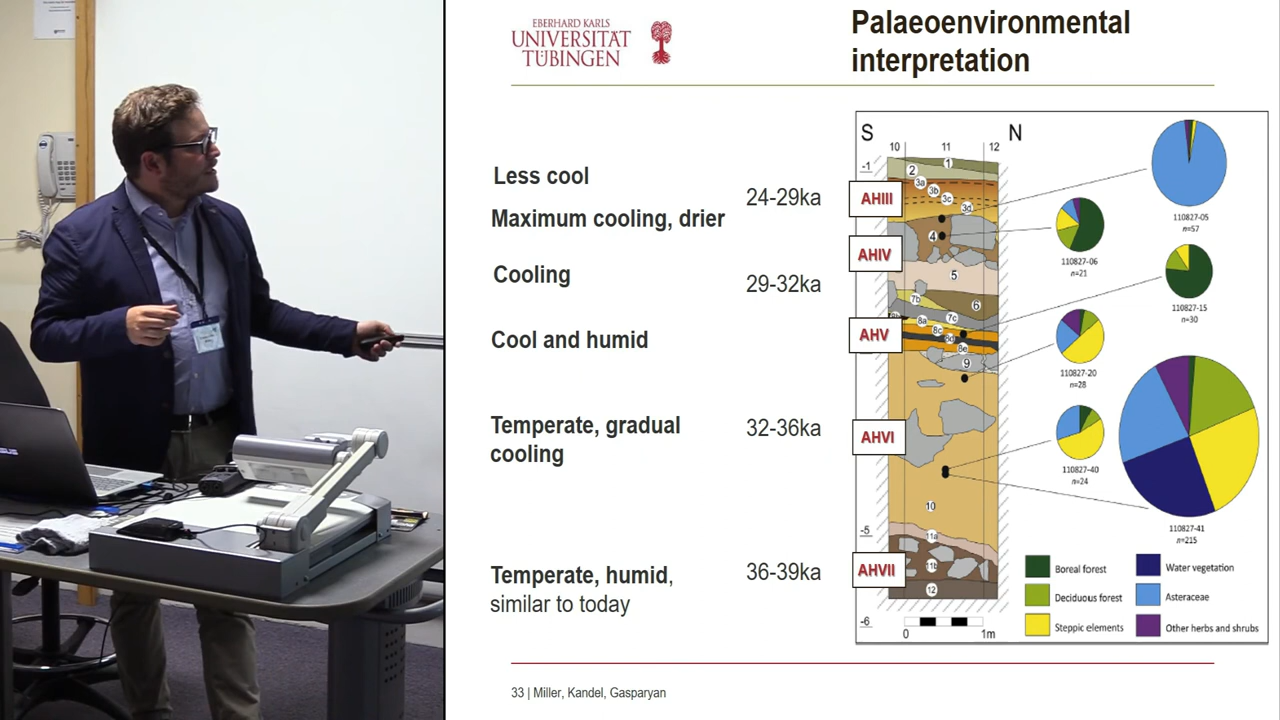 EBERHARD KARLS
UNIVERSITÄT
TÜBINGEN
Palaeoenvironmental
interpretation
Less cool
24-29ka
Maximum cooling, drier
Cooling
29-32ka
Cool and humid
Temperate, gradual
cooling
32-36ka
Temperate, humid,
similar to today
36-39ka
S
N
10
11
12
-1
1
2
3a
3b
3c
3d
AHIII
4
AHIV
5
6
7b
7c
8a
8c
8d
8e
AHV
9
AHVI
10
-5
11a
11b
AHVII
12
-6
0
1m
110827-05
n=57
110827-06
n=21
110827-15
n=30
110827-20
n=28
110827-40
n=24
110827-41
n=215
Boreal forest
Deciduous forest
Steppic elements
Water vegetation
Asteraceae
Other herbs and shrubs
33 | Miller, Kandel, Gasparyan